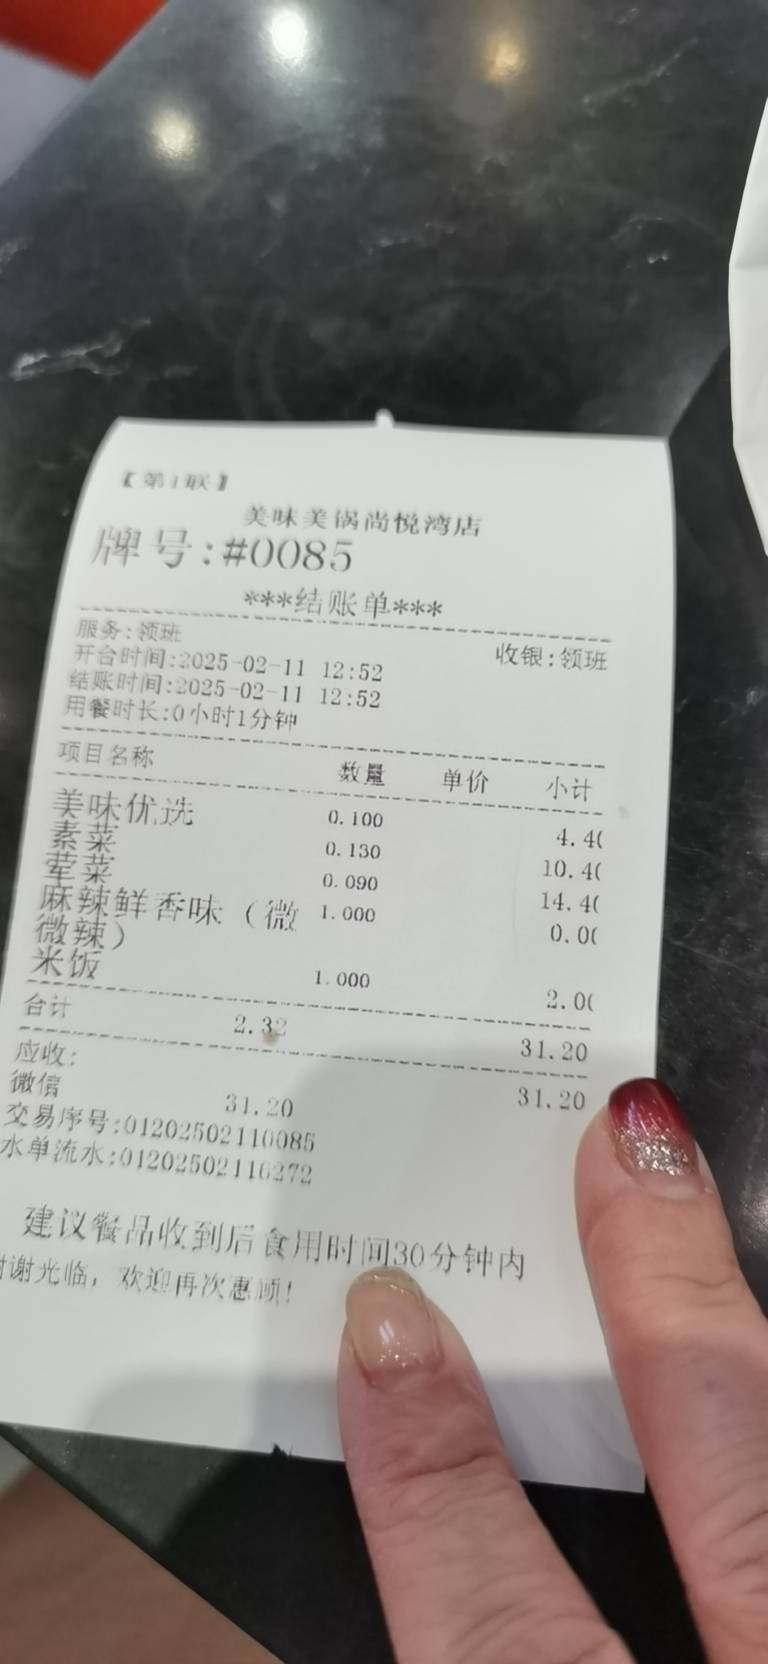 【第1联】
美味美锅尚悦湾店
牌号:#0085
***结账单***
服务:领班 收银:领班
开台时间:2025-02-11 12:52
结账时间:2025-02-11 12:52
用餐时长:0小时1分钟
项目名称 数量 单价 小计
美味优选 0.100 4.4(
素菜 0.130 10.4(
荤菜 0.090 14.4(
麻辣鲜香味（微 1.000 0.0(
微辣）
米饭 1.000 2.0(
合计 2.32 31.20
应收: 31.20
微信 31.20
交易序号:01202502110085
水单流水:01202502116272
建议餐品收到后食用时间30分钟内
谢光临，欢迎再次惠顾!